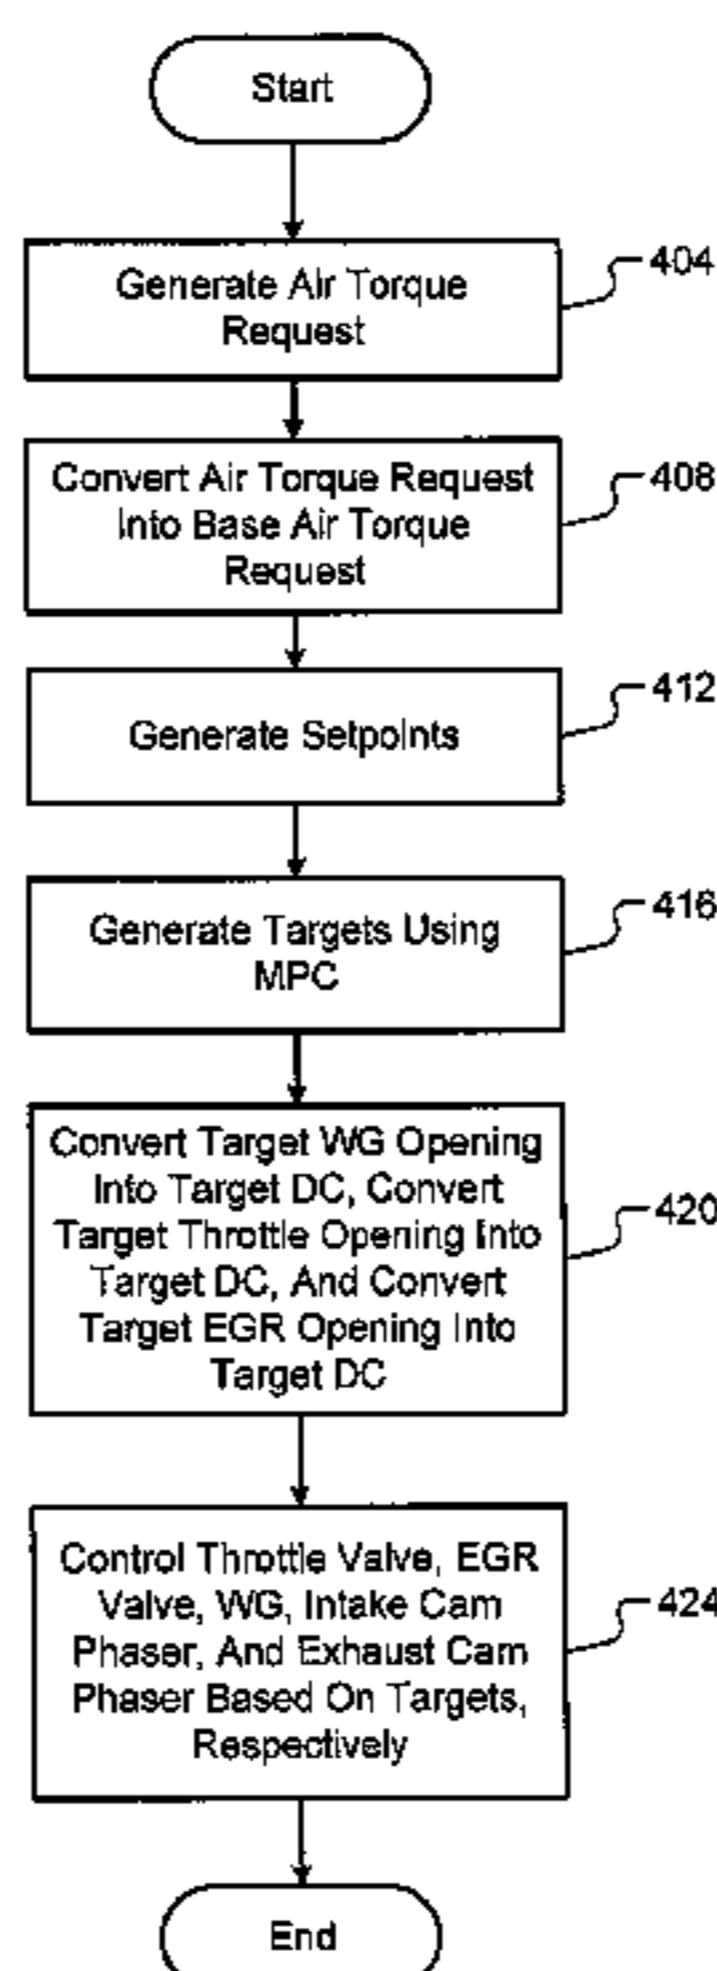 Start
Generate Air Torque
Request
404
Convert Air Torque Request
Into Base Air Torque
Request
408
Generate Setpoints
412
Generate Targets Using
MPC
416
Convert Target WG Opening
Into Target DC, Convert
Target Throttle Opening Into
Target DC, And Convert
Target EGR Opening Into
Target DC
420
Control Throttle Valve, EGR
Valve, WG, Intake Cam
Phaser, And Exhaust Cam
Phaser Based On Targets,
Respectively
424
End